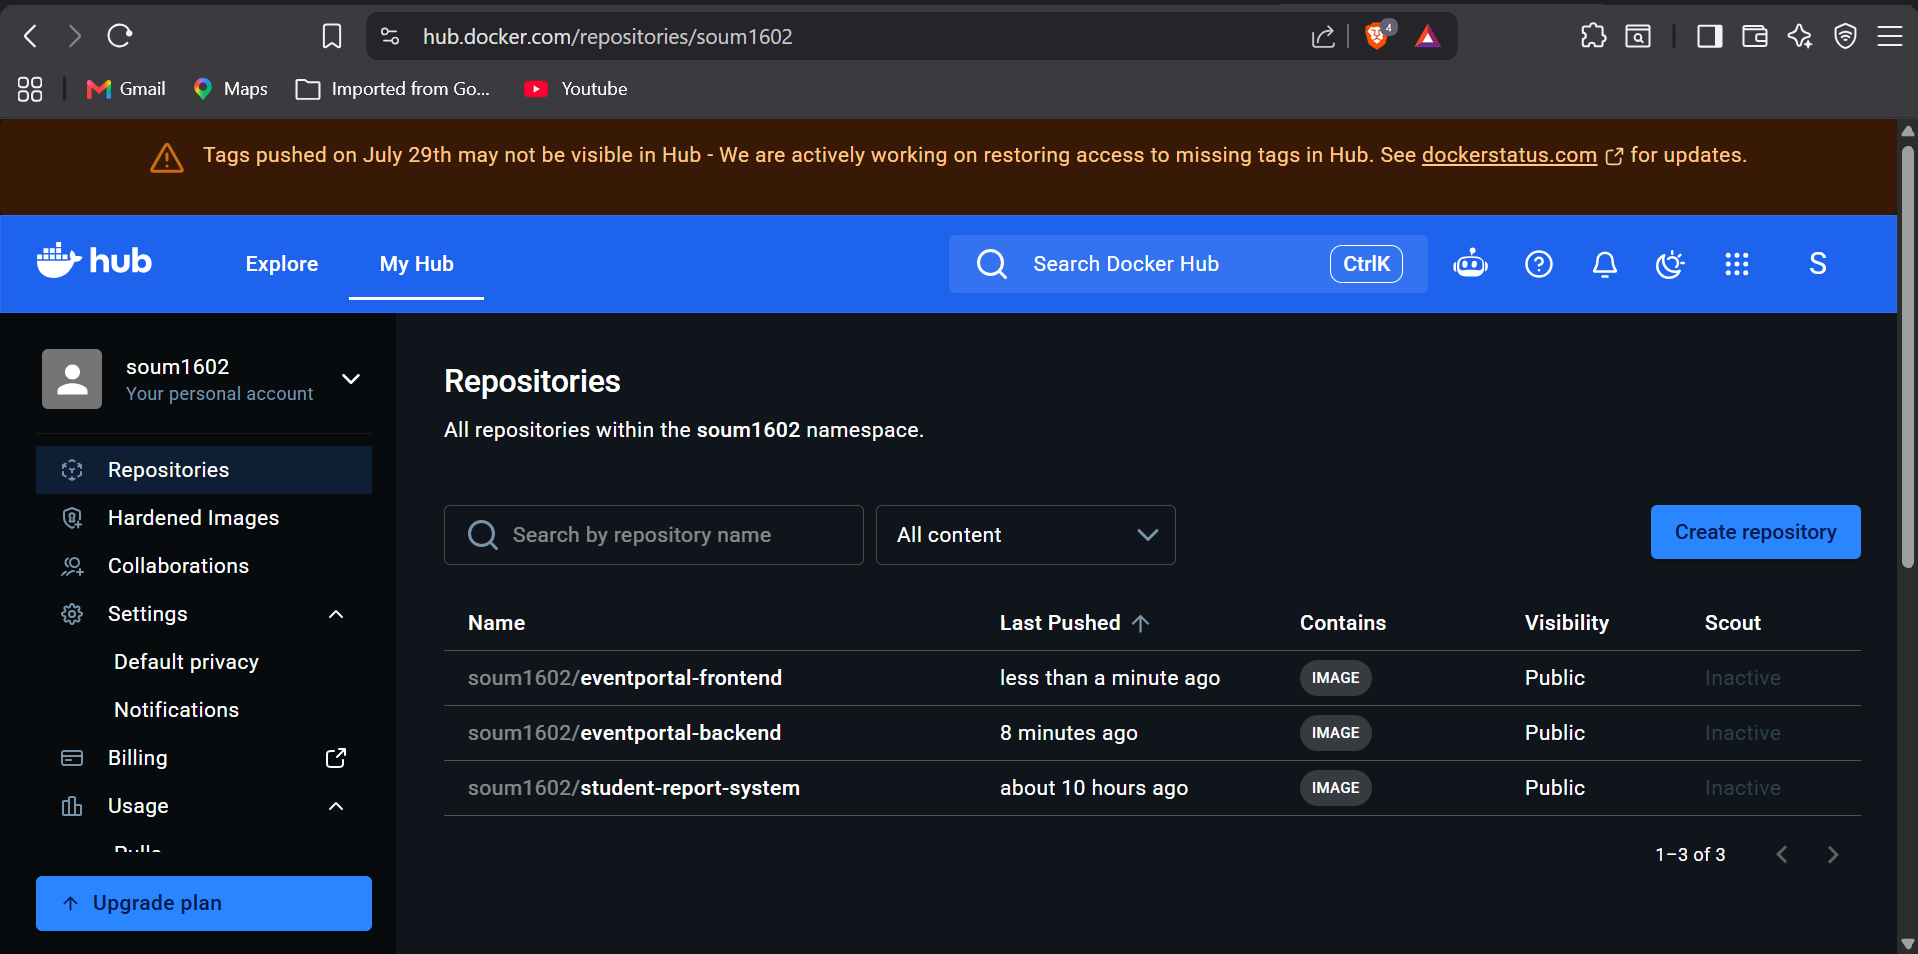 hub.docker.com/repositories/soum1602
4
Gmail
Maps
Imported from Go...
Youtube
Tags pushed on July 29th may not be visible in Hub - We are actively working on restoring access to missing tags in Hub. See dockerstatus.com for updates.
hub
Explore
My Hub
Search Docker Hub
CtrlK
S
soum1602
Your personal account
Repositories
Hardened Images
Collaborations
Settings
Default privacy
Notifications
Billing
Usage
Pulls
Upgrade plan
Repositories
All repositories within the soum1602 namespace.
Search by repository name
All content
Create repository
Name Last Pushed Contains Visibility Scout
soum1602/eventportal-frontend less than a minute ago IMAGE Public Inactive
soum1602/eventportal-backend 8 minutes ago IMAGE Public Inactive
soum1602/student-report-system about 10 hours ago IMAGE Public Inactive
1–3 of 3